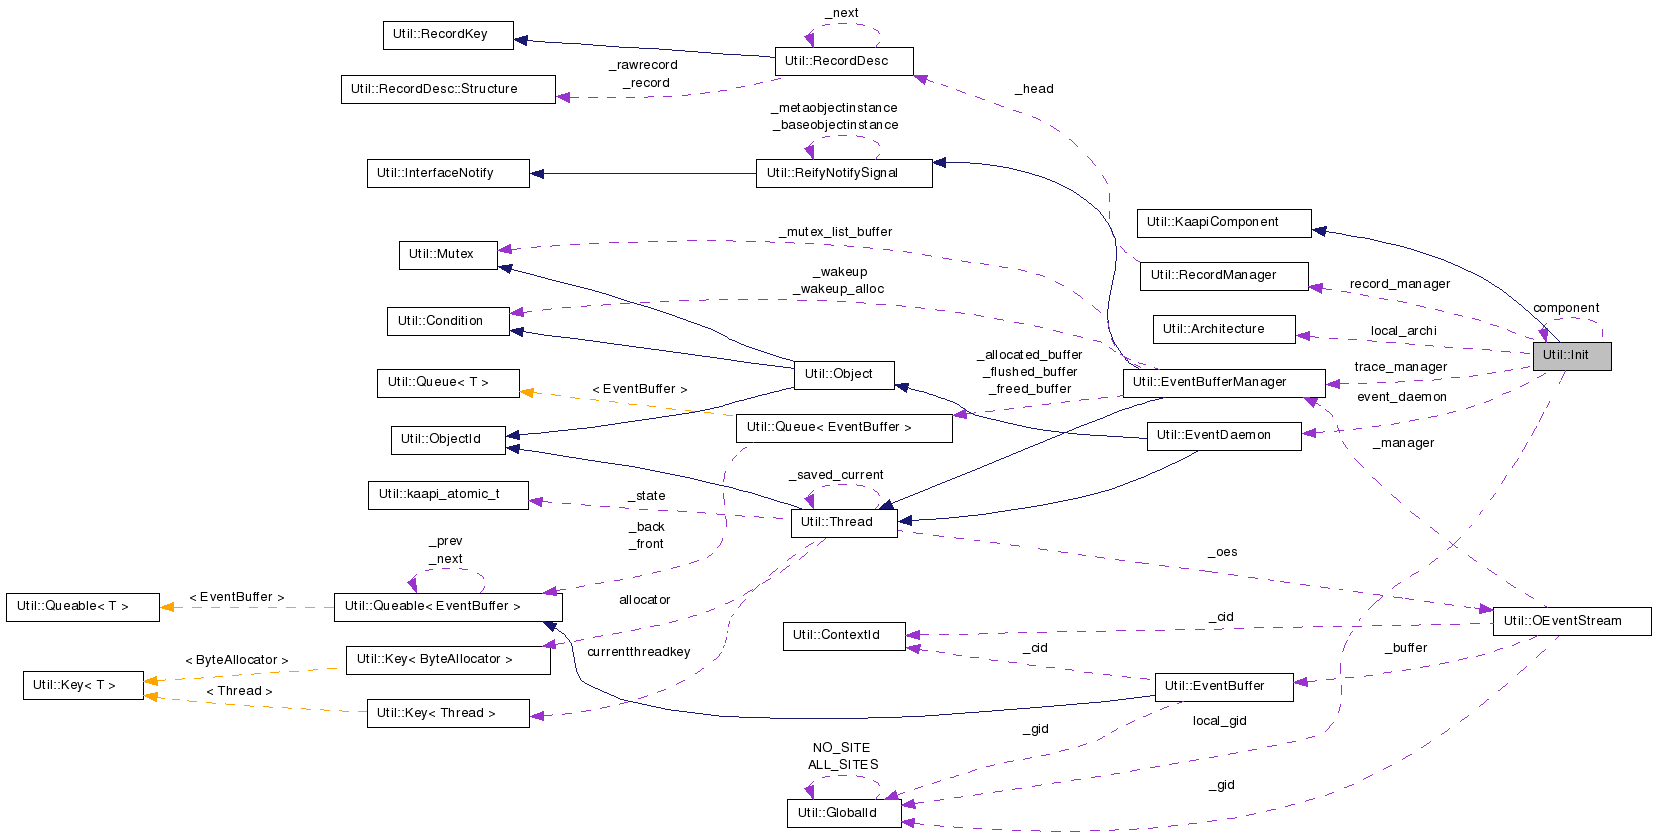 _next
Util::RecordKey
Util::RecordDesc
_rawrecord
_record
Util::RecordDesc::Structure
_head
_metaobjectinstance
_baseobjectinstance
Util::InterfaceNotify
Util::ReifyNotifySignal
Util::KaapiComponent
_mutex_list_buffer
Util::Mutex
Util::RecordManager
_wakeup
_wakeup_alloc
record_manager
component
Util::Condition
Util::Architecture
local_archi
Util::Init
_allocated_buffer
_flushed_buffer
_freed_buffer
trace_manager
Util::Object
Util::Queue< T >
< EventBuffer >
Util::EventBufferManager
event_daemon
Util::Queue< EventBuffer >
Util::ObjectId
Util::EventDaemon
_manager
_saved_current
Util::kaapi_atomic_t
_state
Util::Thread
_back
_front
_prev
_next
_oes
Util::Queable< T >
< EventBuffer >
Util::Queable< EventBuffer >
allocator
_cid
Util::OEventStream
Util::ContextId
currentthreadkey
_cid
_buffer
< ByteAllocator >
Util::Key< ByteAllocator >
Util::Key< T >
< Thread >
Util::EventBuffer
Util::Key< Thread >
_gid
local_gid
NO_SITE
ALL_SITES
_gid
Util::GlobalId